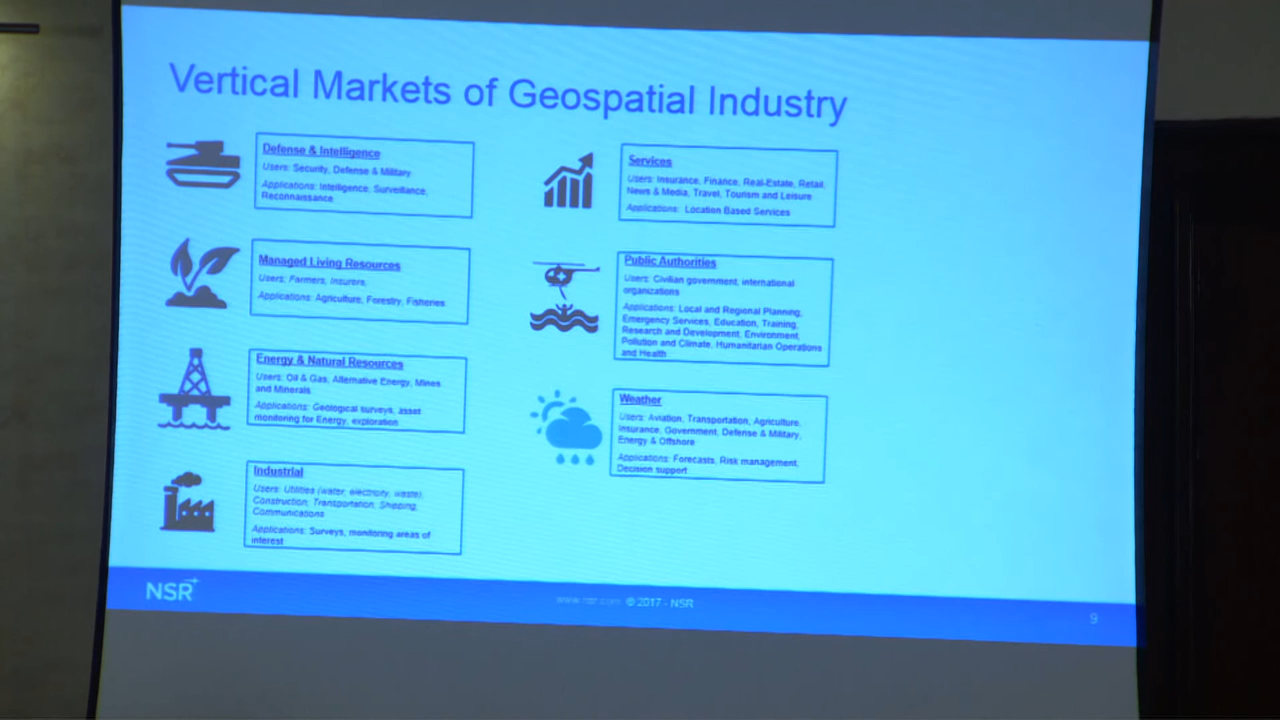 Vertical Markets of Geospatial Industry
Defense & Intelligence
Users: Security, Defense & Military
Applications: Intelligence, Surveillance,
Reconnaissance
Managed Living Resources
Users: Farmers, Insurers,
Applications: Agriculture, Forestry, Fisheries
Energy & Natural Resources
Users: Oil & Gas, Alternative Energy, Mines
and Minerals
Applications: Geological surveys, asset
monitoring for Energy, exploration
Industrial
Users: Utilities (water, electricity, waste),
Construction, Transportation, Shipping,
Communications
Applications: Surveys, monitoring areas of
interest
Services
Users: Insurance, Finance, Real-Estate, Retail,
News & Media, Travel, Tourism and Leisure
Applications: Location Based Services
Public Authorities
Users: Civilian government, international
organizations
Applications: Local and Regional Planning,
Emergency Services, Education, Training,
Research and Development, Environment,
Pollution and Climate, Humanitarian Operations
and Health
Weather
Users: Aviation, Transportation, Agriculture,
Insurance, Government, Defense & Military,
Energy & Offshore
Applications: Forecasts, Risk management,
Decision support
NSR
www.nsr.com © 2017 - NSR
9